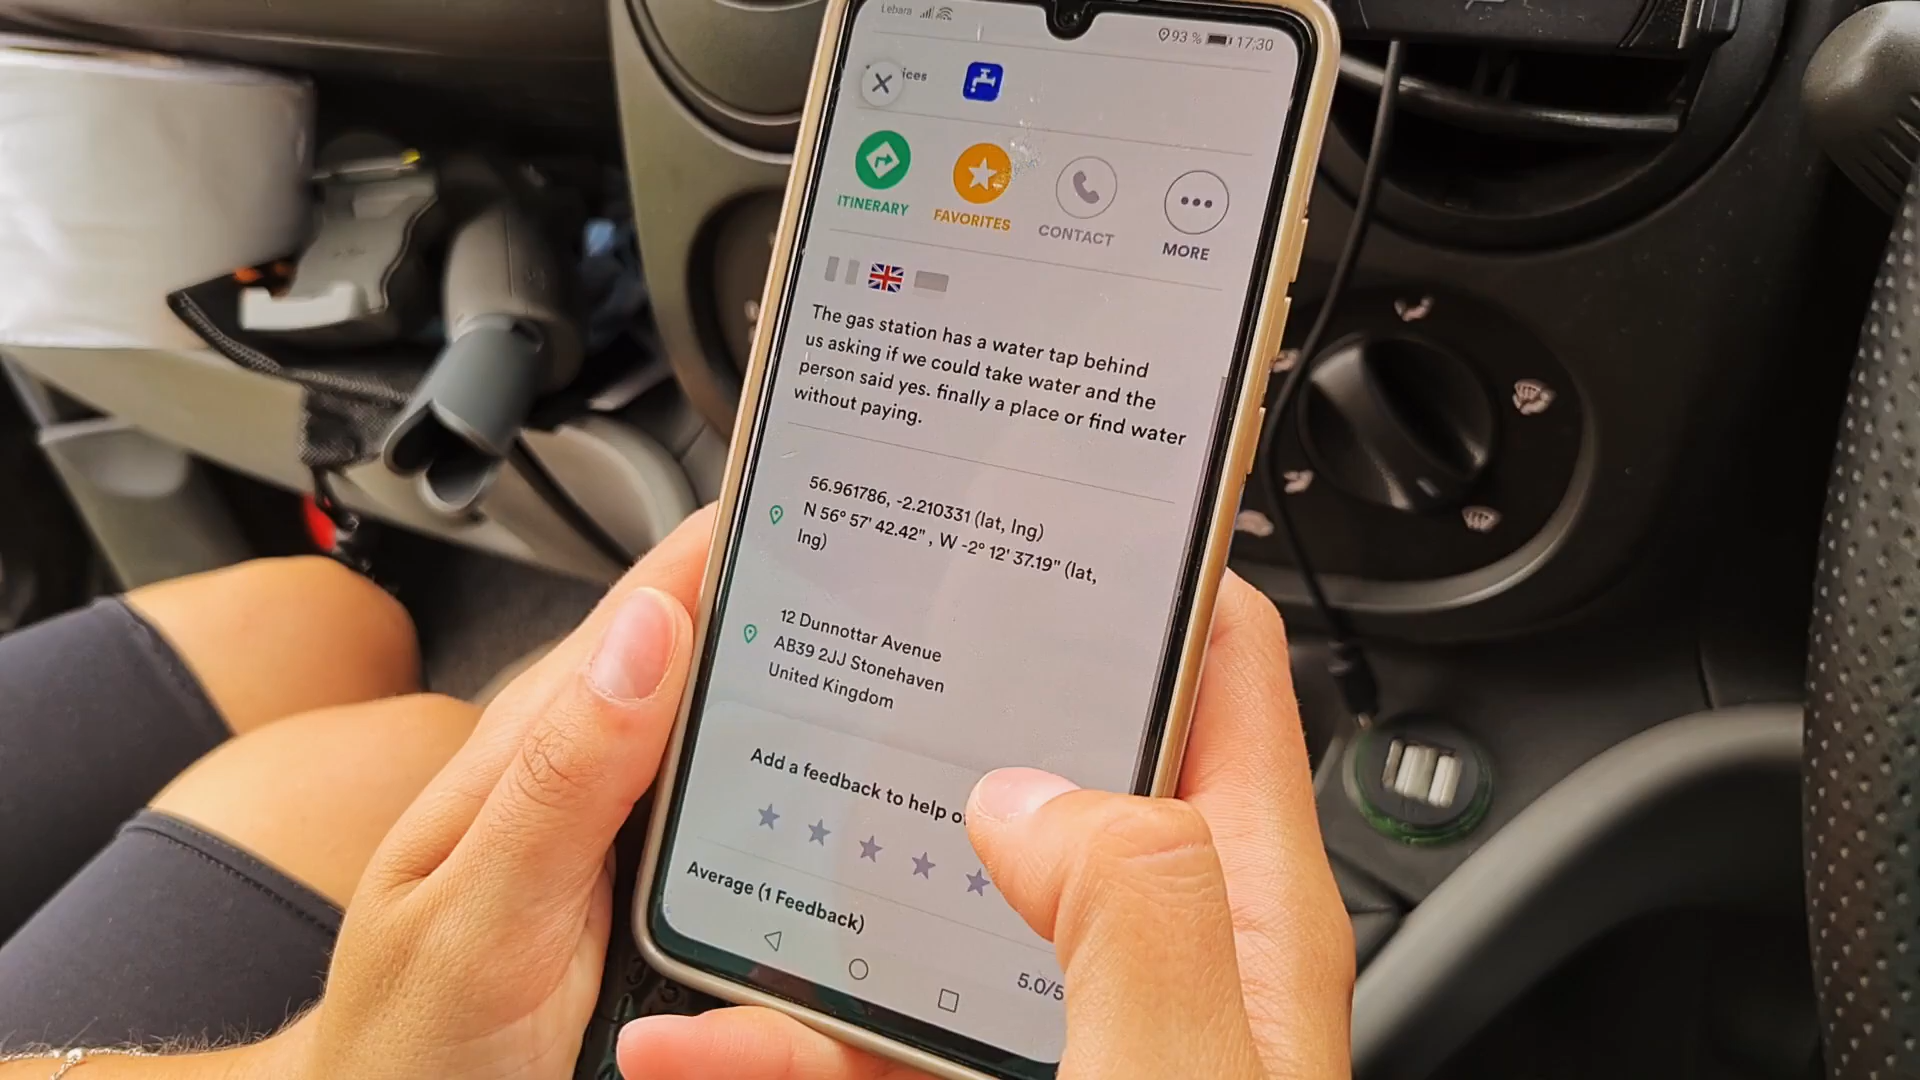 Lebara
93 % 17:30
ices
ITINERARY
FAVORITES
CONTACT
MORE
The gas station has a water tap behind
us asking if we could take water and the
person said yes. finally a place or find water
without paying.
56.961786, -2.210331 (lat, lng)
N 56° 57' 42.42" , W -2° 12' 37.19" (lat,
lng)
12 Dunnottar Avenue
AB39 2JJ Stonehaven
United Kingdom
Add a feedback to help o
Average (1 Feedback)
5.0/5